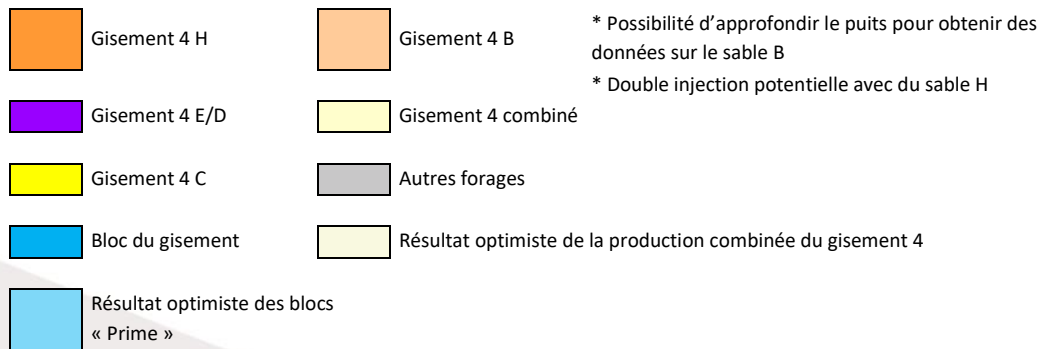 Gisement 4 H
Gisement 4 B
* Possibilité d’approfondir le puits pour obtenir des
données sur le sable B
* Double injection potentielle avec du sable H
Gisement 4 E/D
Gisement 4 combiné
Gisement 4 C
Autres forages
Bloc du gisement
Résultat optimiste de la production combinée du gisement 4
Résultat optimiste des blocs
« Prime »